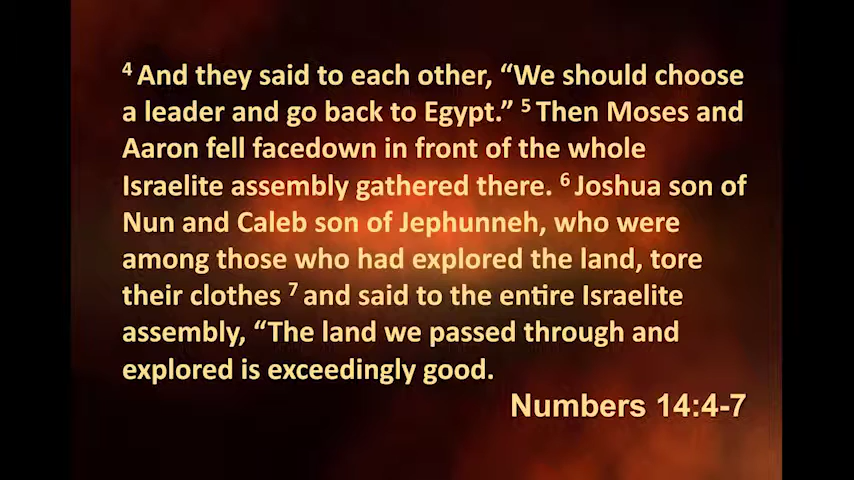 4 And they said to each other, “We should choose
a leader and go back to Egypt.” 5 Then Moses and
Aaron fell facedown in front of the whole
Israelite assembly gathered there. 6 Joshua son of
Nun and Caleb son of Jephunneh, who were
among those who had explored the land, tore
their clothes 7 and said to the entire Israelite
assembly, “The land we passed through and
explored is exceedingly good.
Numbers 14:4-7